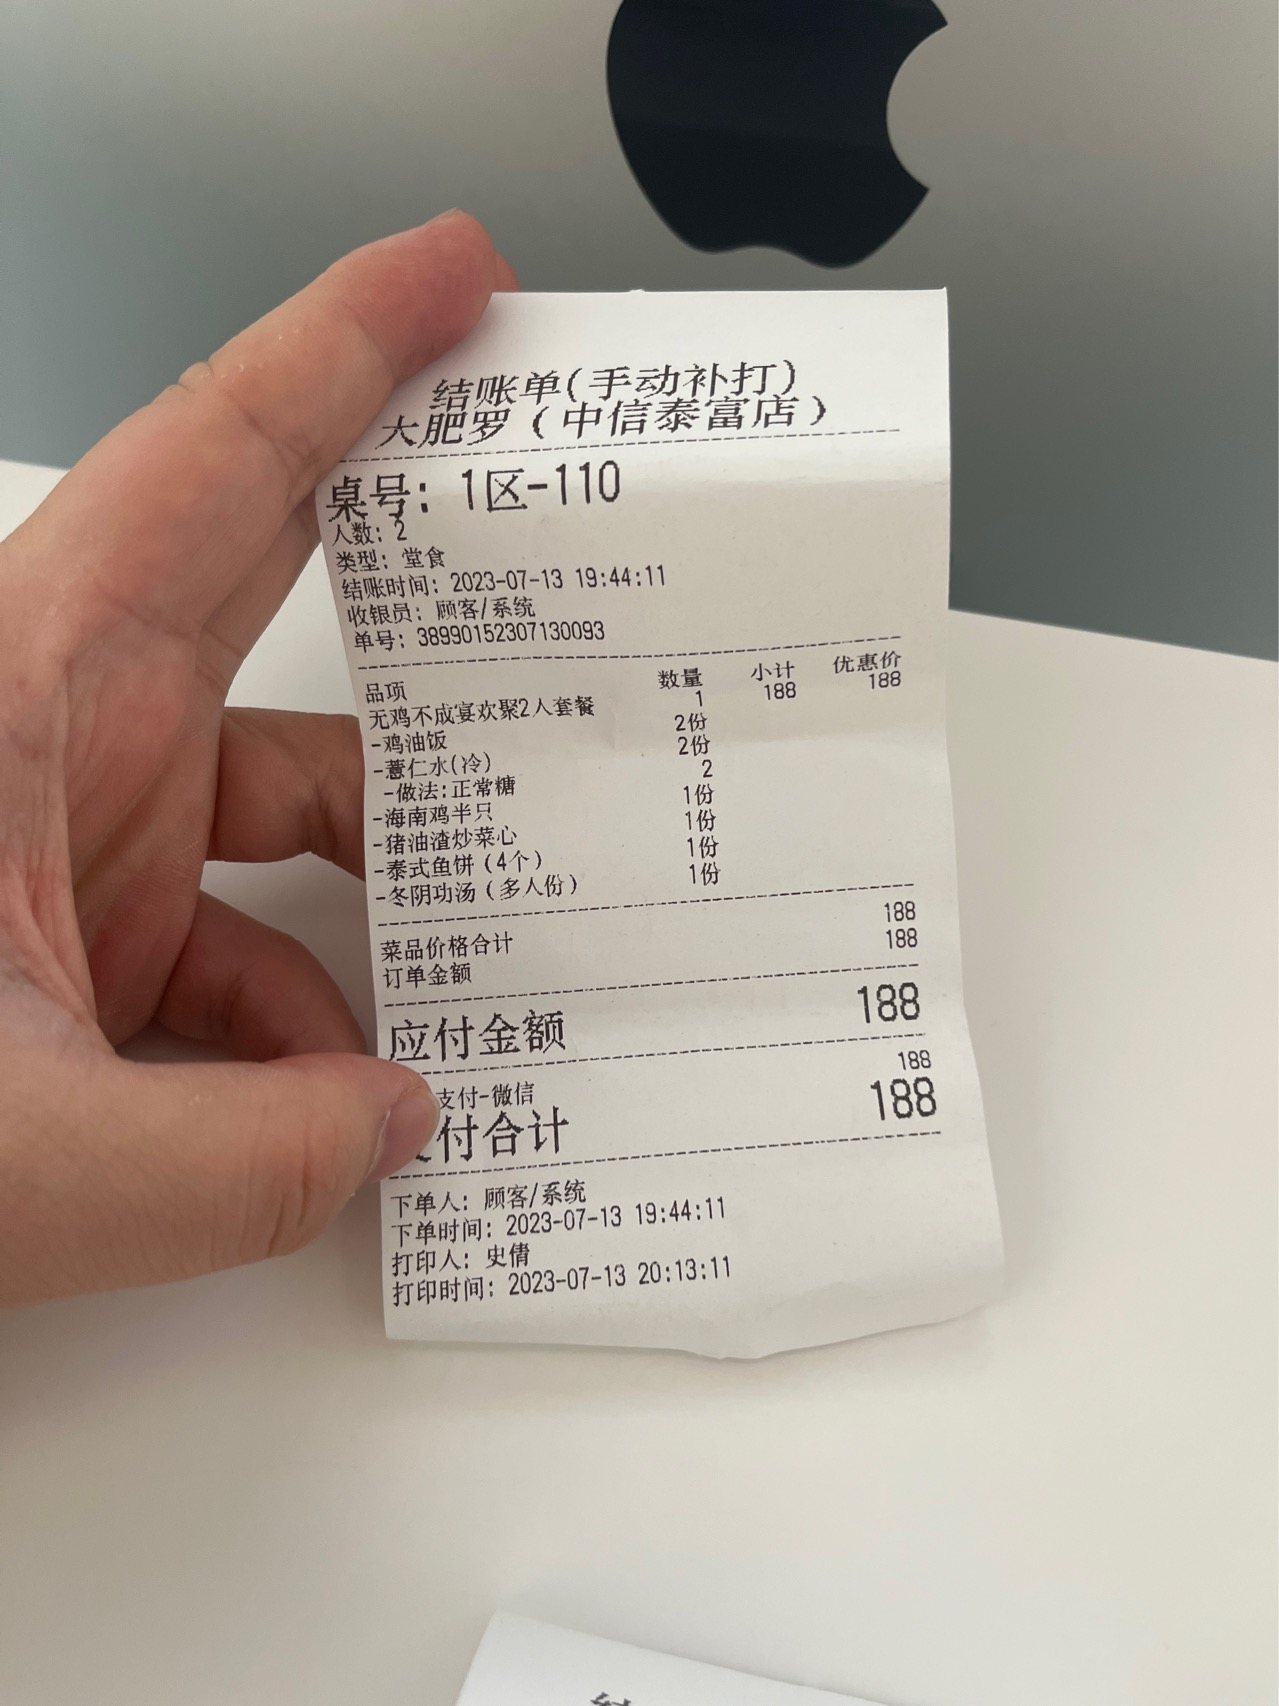 结账单(手动补打)
大肥罗（中信泰富店）
桌号: 1区-110
人数: 2
类型: 堂食
结账时间: 2023-07-13 19:44:11
收银员: 顾客/系统
单号: 38990152307130093
品项 数量 小计 优惠价
无鸡不成宴欢聚2人套餐 1 188 188
-鸡油饭 2份
-薏仁水(冷) 2份
-做法:正常糖 2
-海南鸡半只 1份
-猪油渣炒菜心 1份
-泰式鱼饼（4个） 1份
-冬阴功汤（多人份） 1份
菜品价格合计 188
订单金额 188
应付金额 188
支付-微信 188
付合计 188
下单人: 顾客/系统
下单时间: 2023-07-13 19:44:11
打印人: 史倩
打印时间: 2023-07-13 20:13:11